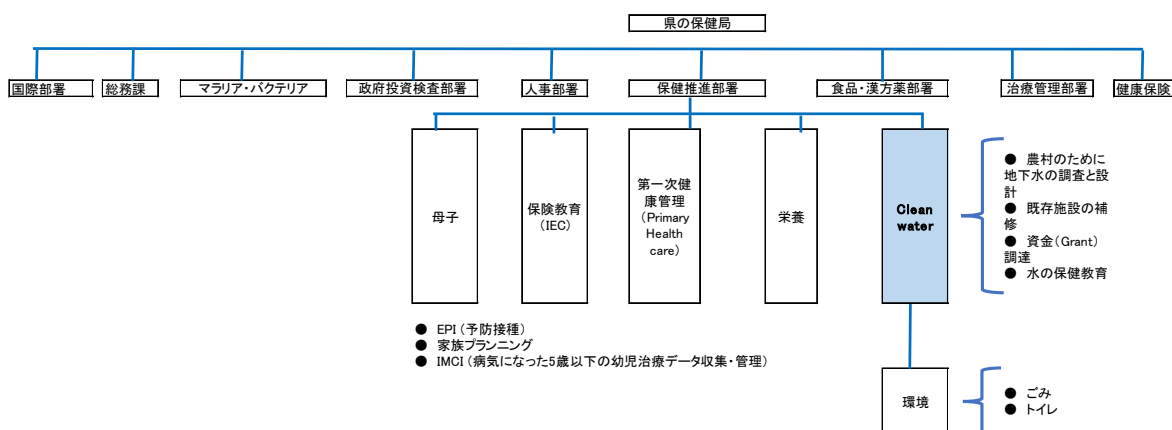 県の保健局
国際部署
総務課
マラリア・バクテリア
政府投資検査部署
人事部署
保健推進部署
食品・漢方薬部署
治療管理部署
健康保険
母子
保険教育
(IEC)
第一次健
康管理
(Primary
Health
care)
栄養
Clean
water
● 農村のために
地下水の調査と設
計
● 既存施設の補
修
● 資金(Grant)
調達
● 水の保健教育
● EPI (予防接種)
● 家族プランニング
● IMCI (病気になった5歳以下の幼児治療データ収集・管理)
環境
● ごみ
● トイレ